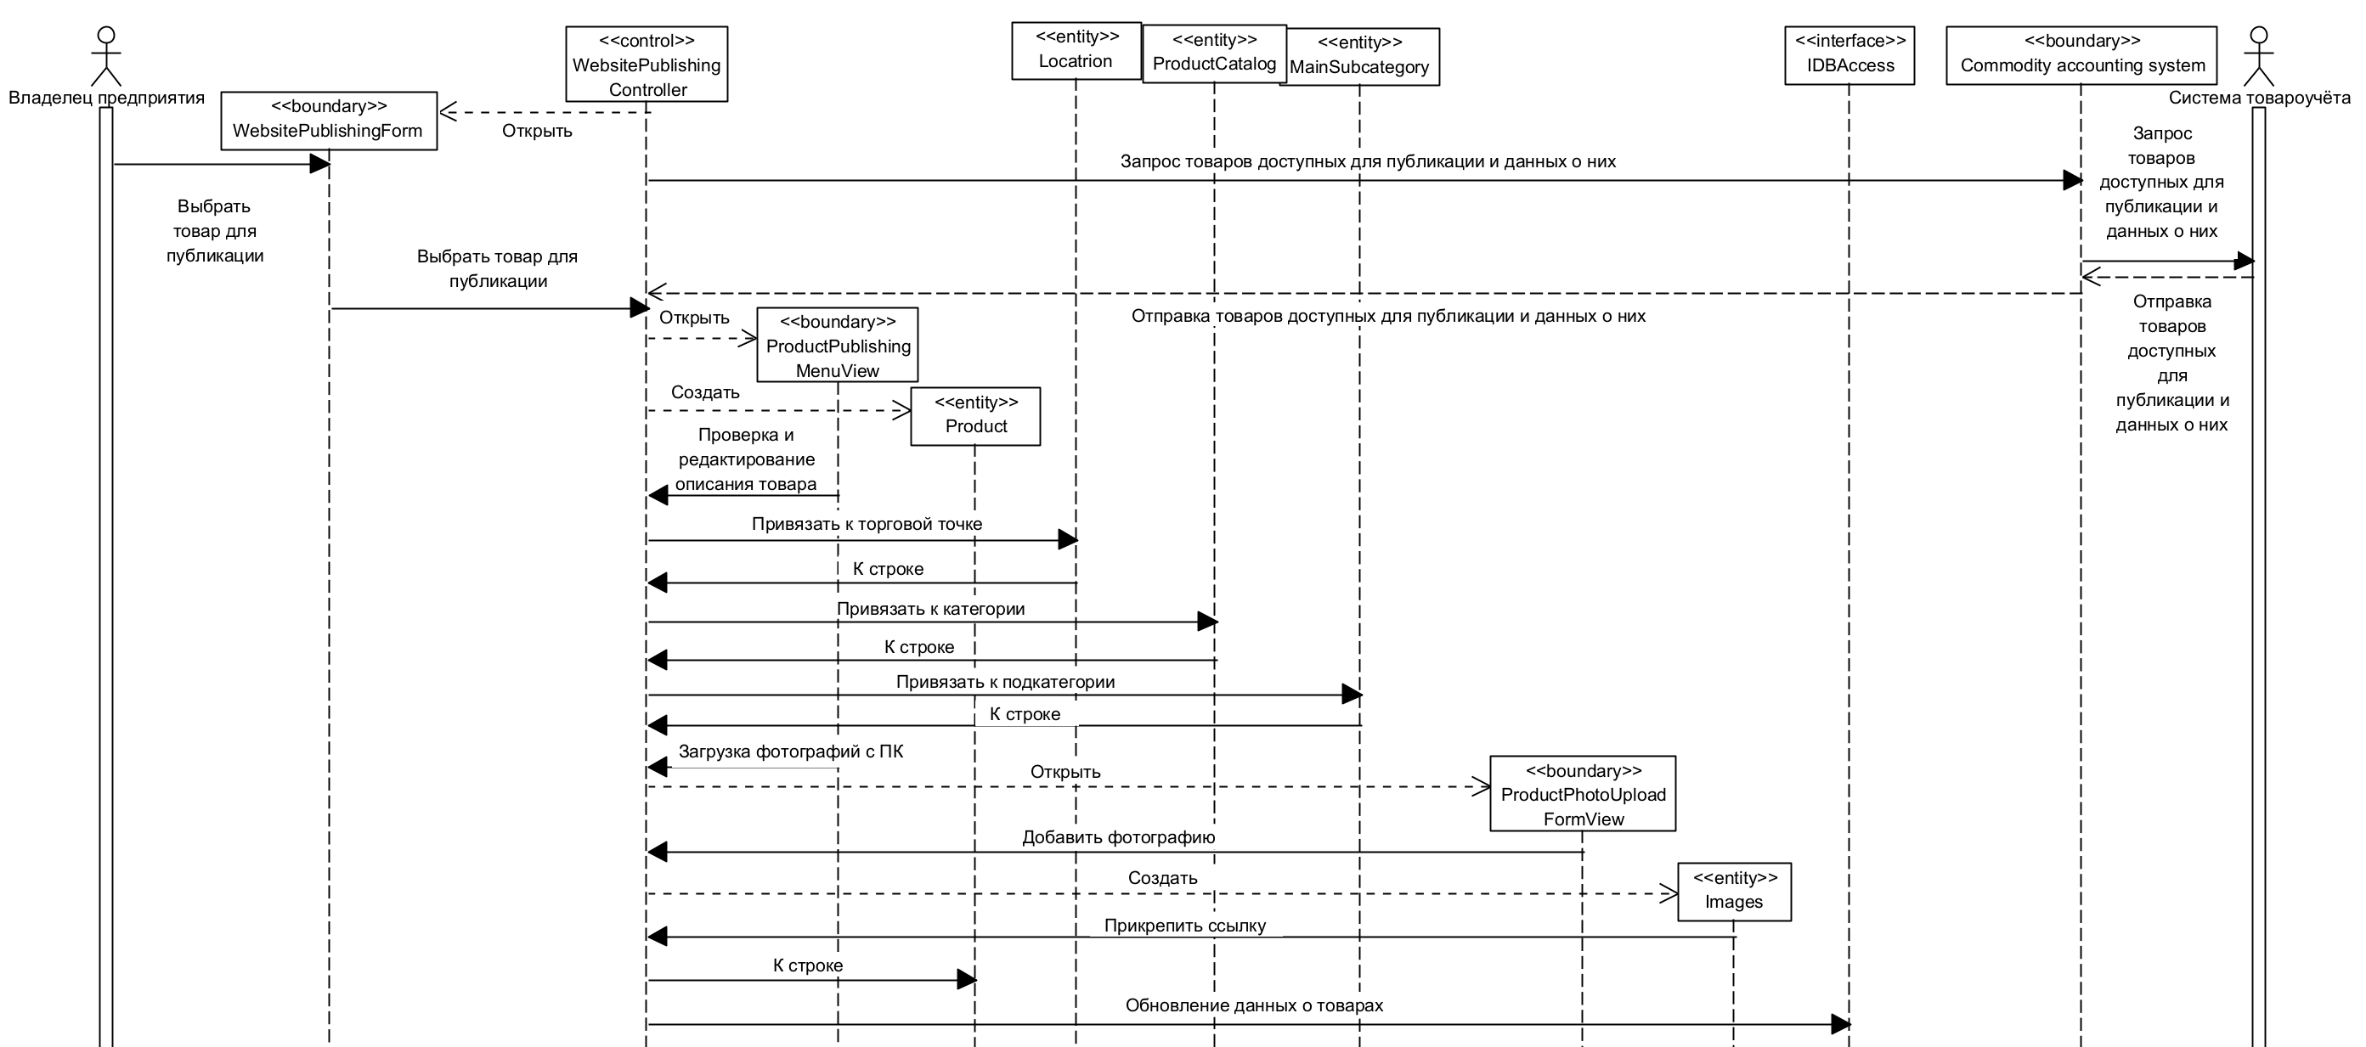 <<control>>
WebsitePublishing
Controller
<<entity>>
Locatrion
<<entity>>
ProductCatalog
<<entity>>
MainSubcategory
<<interface>>
IDBAccess
<<boundary>>
Commodity accounting system
Владелец предприятия
Система товароучёта
<<boundary>>
WebsitePublishingForm
Открыть
Запрос товаров доступных для публикации и данных о них
Запрос
товаров
доступных для
публикации и
данных о них
Выбрать
товар для
публикации
Выбрать товар для
публикации
Отправка товаров доступных для публикации и данных о них
Отправка
товаров
доступных
для
публикации и
данных о них
Открыть
<<boundary>>
ProductPublishing
MenuView
Создать
<<entity>>
Product
Проверка и
редактирование
описания товара
Привязать к торговой точке
К строке
Привязать к категории
К строке
Привязать к подкатегории
К строке
Загрузка фотографий с ПК
Открыть
<<boundary>>
ProductPhotoUpload
FormView
Добавить фотографию
Создать
<<entity>>
Images
Прикрепить ссылку
К строке
Обновление данных о товарах